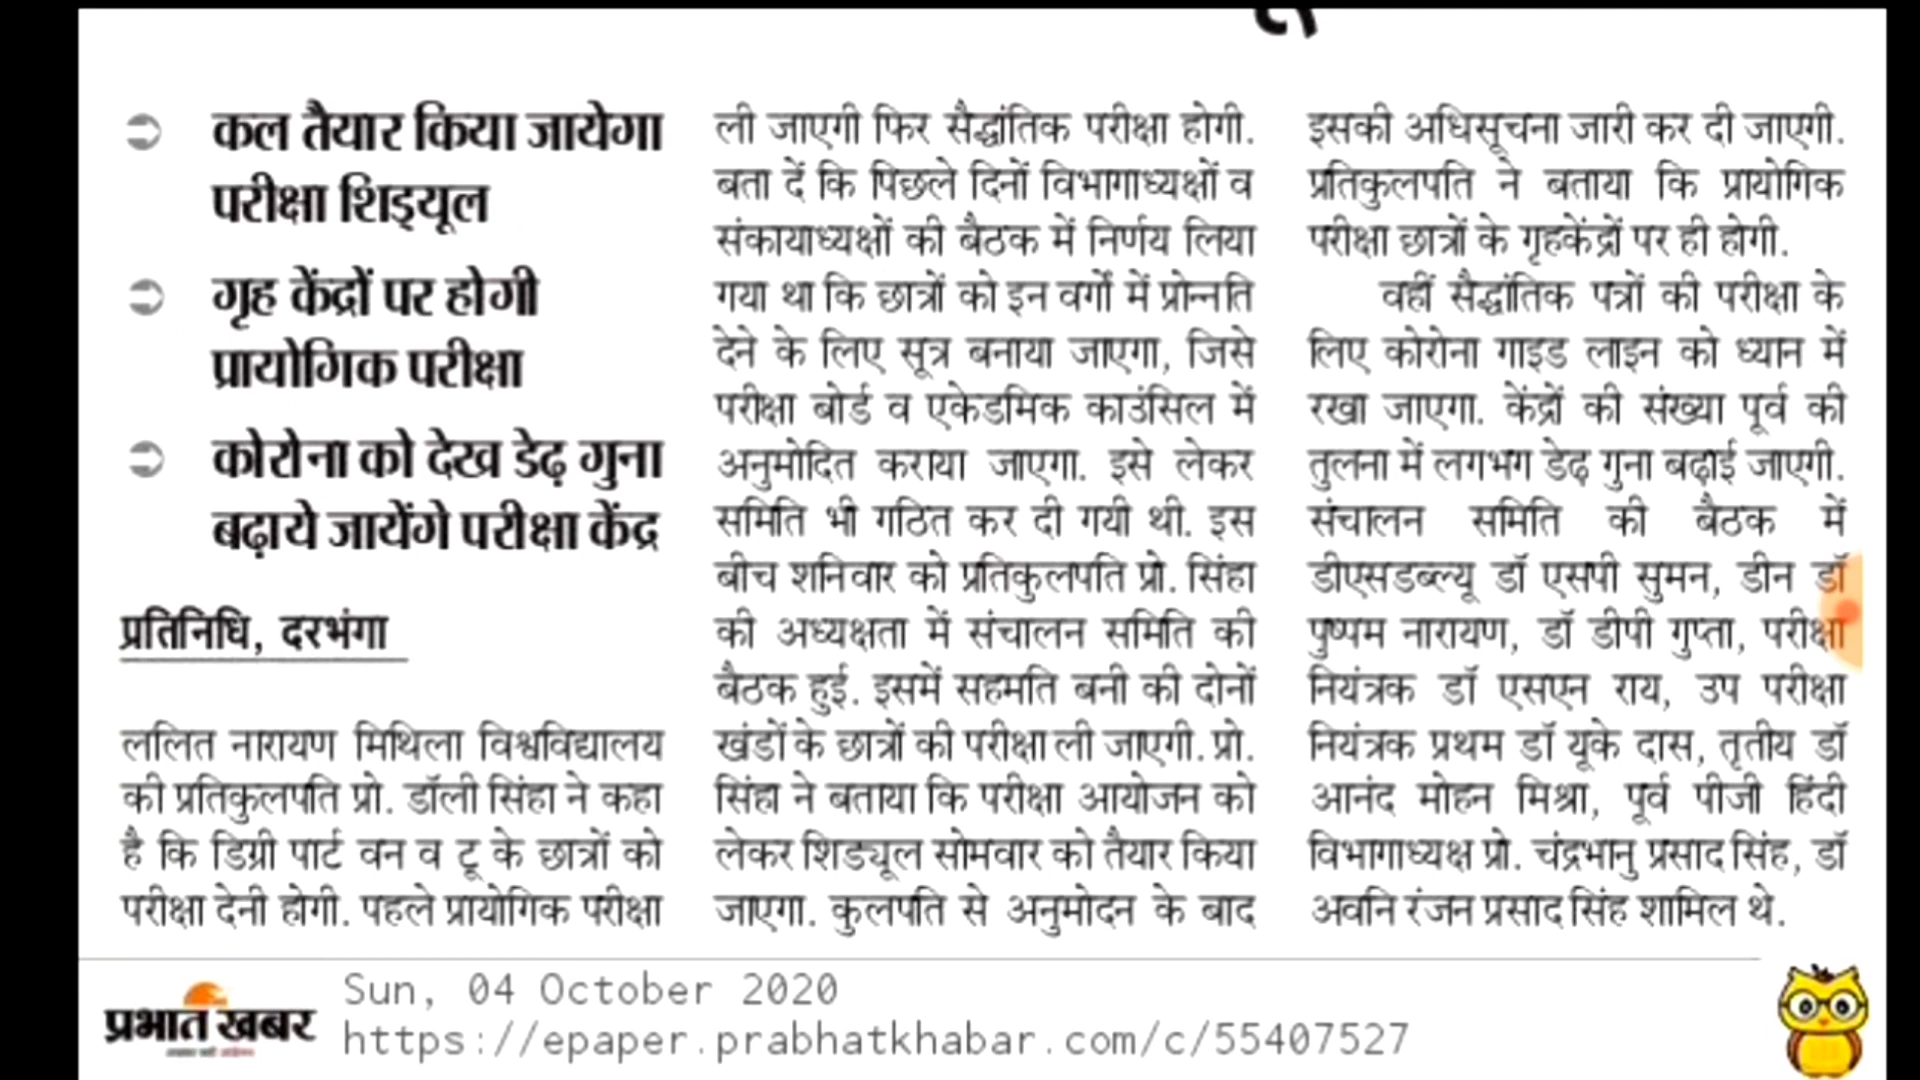 कल तैयार किया जायेगा
परीक्षा शिड्यूल
गृह केंद्रों पर होगी
प्रायोगिक परीक्षा
कोरोना को देख डेढ़ गुना
बढ़ाये जायेंगे परीक्षा केंद्र
प्रतिनिधि, दरभंगा
ललित नारायण मिथिला विश्वविद्यालय
की प्रतिकुलपति प्रो. डॉली सिंहा ने कहा
है कि डिग्री पार्ट वन व टू के छात्रों को
परीक्षा देनी होगी. पहले प्रायोगिक परीक्षा
ली जाएगी फिर सैद्धांतिक परीक्षा होगी.
बता दें कि पिछले दिनों विभागाध्यक्षों व
संकायाध्यक्षों की बैठक में निर्णय लिया
गया था कि छात्रों को इन वर्गों में प्रोन्नति
देने के लिए सूत्र बनाया जाएगा, जिसे
परीक्षा बोर्ड व एकेडमिक काउंसिल में
अनुमोदित कराया जाएगा. इसे लेकर
समिति भी गठित कर दी गयी थी. इस
बीच शनिवार को प्रतिकुलपति प्रो. सिंहा
की अध्यक्षता में संचालन समिति की
बैठक हुई. इसमें सहमति बनी की दोनों
खंडों के छात्रों की परीक्षा ली जाएगी. प्रो.
सिंहा ने बताया कि परीक्षा आयोजन को
लेकर शिड्यूल सोमवार को तैयार किया
जाएगा. कुलपति से अनुमोदन के बाद
इसकी अधिसूचना जारी कर दी जाएगी.
प्रतिकुलपति ने बताया कि प्रायोगिक
परीक्षा छात्रों के गृहकेंद्रों पर ही होगी.
वहीं सैद्धांतिक पत्रों की परीक्षा के
लिए कोरोना गाइड लाइन को ध्यान में
रखा जाएगा. केंद्रों की संख्या पूर्व की
तुलना में लगभग डेढ़ गुना बढ़ाई जाएगी.
संचालन समिति की बैठक में
डीएसडब्ल्यू डॉ एसपी सुमन, डीन डॉ
पुष्पम नारायण, डॉ डीपी गुप्ता, परीक्षा
नियंत्रक डॉ एसएन राय, उप परीक्षा
नियंत्रक प्रथम डॉ यूके दास, तृतीय डॉ
आनंद मोहन मिश्रा, पूर्व पीजी हिंदी
विभागाध्यक्ष प्रो. चंद्रभानु प्रसाद सिंह, डॉ
अवनि रंजन प्रसाद सिंह शामिल थे.
प्रभात खबर
Sun, 04 October 2020
https://epaper.prabhatkhabar.com/c/55407527